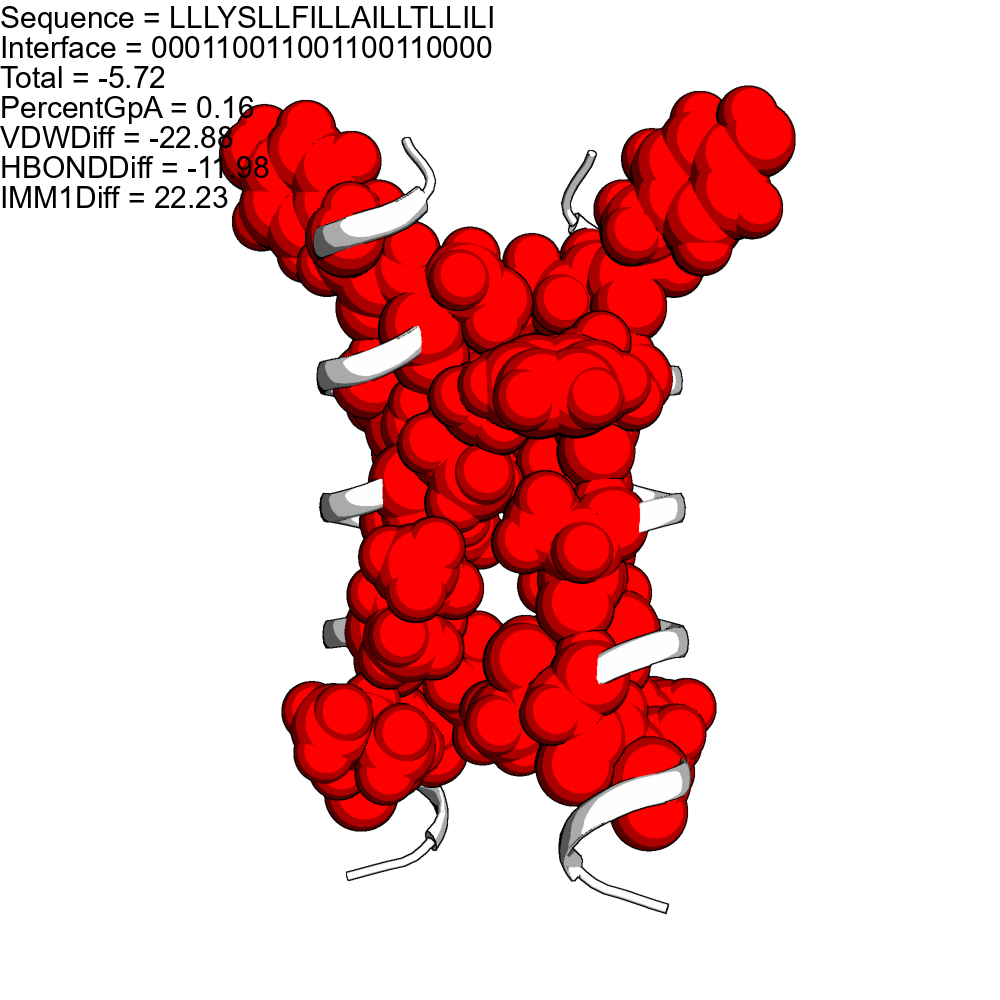 Sequence = LLLYSLLFILLAILLTLLILI
Interface = 000110011001100110000
Total = -5.72
PercentGpA = 0.16
VDWDiff = -22.88
HBONDDiff = -11.98
IMM1Diff = 22.23